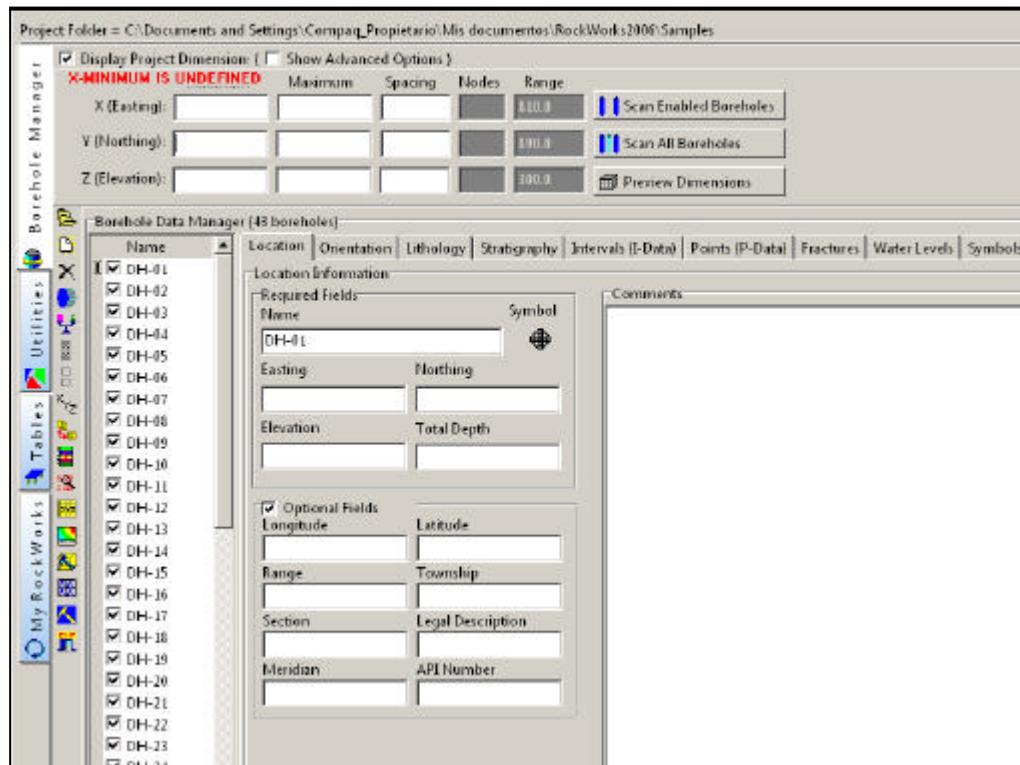 Project Folder = C:\Documents and Settings\Compaq_Propietario\Mis documentos\RockWorks2006\Samples
Display Project Dimension: ( Show Advanced Options )
X-MINIMUM IS UNDEFINED Maximum Spacing Nodes Range
X (Easting): 810.0 Scan Enabled Boreholes
Y (Northing): Scan All Boreholes
Z (Elevation): 300.0 Preview Dimensions
Borehole Manager
Utilities
Tables
My RockWorks
Borehole Data Manager (43 boreholes)
Name
DH-01
DH-02
DH-03
DH-04
DH-05
DH-06
DH-07
DH-08
DH-09
DH-10
DH-11
DH-12
DH-13
DH-14
DH-15
DH-16
DH-17
DH-18
DH-19
DH-20
DH-21
DH-22
DH-23
Location Orientation Lithology Stratigraphy Intervals (I-Data) Points (P-Data) Fractures Water Levels Symbols
Location Information
Required Fields
Name Symbol
DH-01
Easting Northing
Elevation Total Depth
Optional Fields
Longitude Latitude
Range Township
Section Legal Description
Meridian API Number
Comments